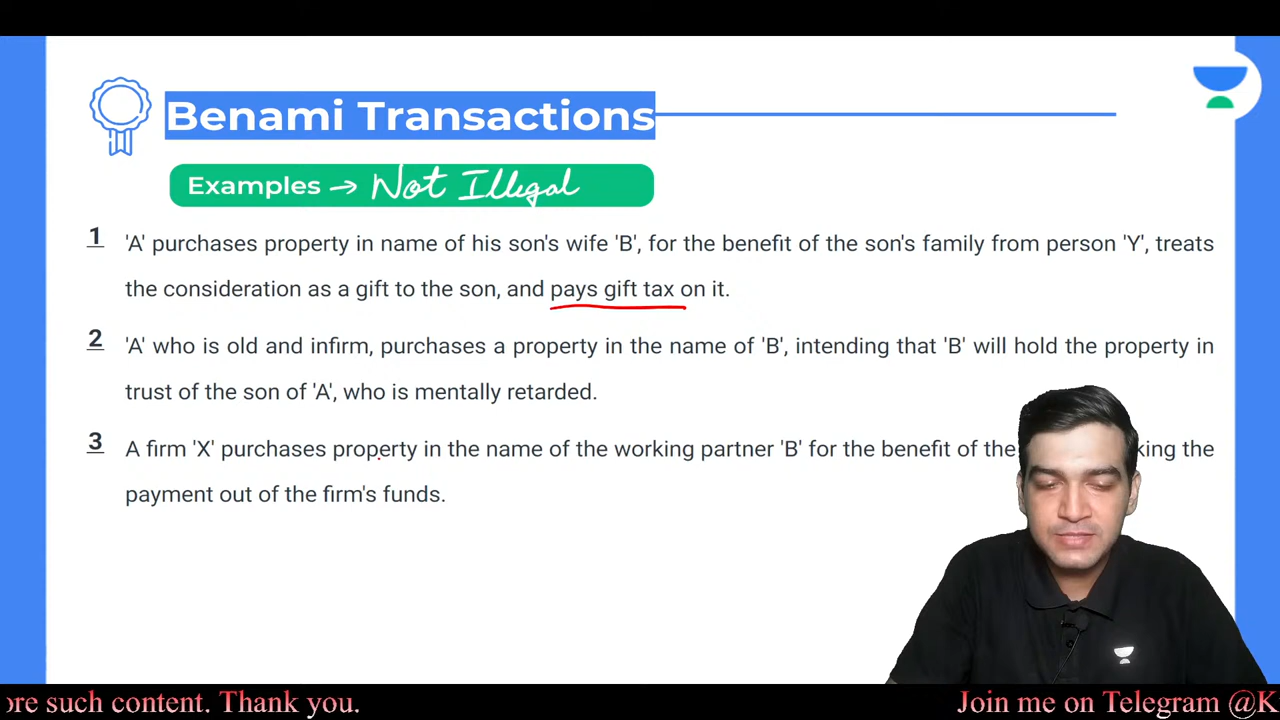 Benami Transactions
Examples → Not Illegal
1 'A' purchases property in name of his son's wife 'B', for the benefit of the son's family from person 'Y', treats
the consideration as a gift to the son, and pays gift tax on it.
2 'A' who is old and infirm, purchases a property in the name of 'B', intending that 'B' will hold the property in
trust of the son of 'A', who is mentally retarded.
3 A firm 'X' purchases property in the name of the working partner 'B' for the benefit of the king the
payment out of the firm's funds.
ore such content. Thank you. Join me on Telegram @K